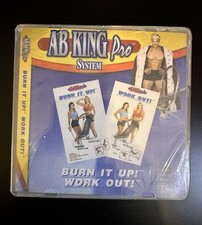 BURN IT UP! WORK OUT!
AB KING Pro
SYSTEM
BURN IT UP!
WORK OUT!
BURN IT UP!
WORK OUT!